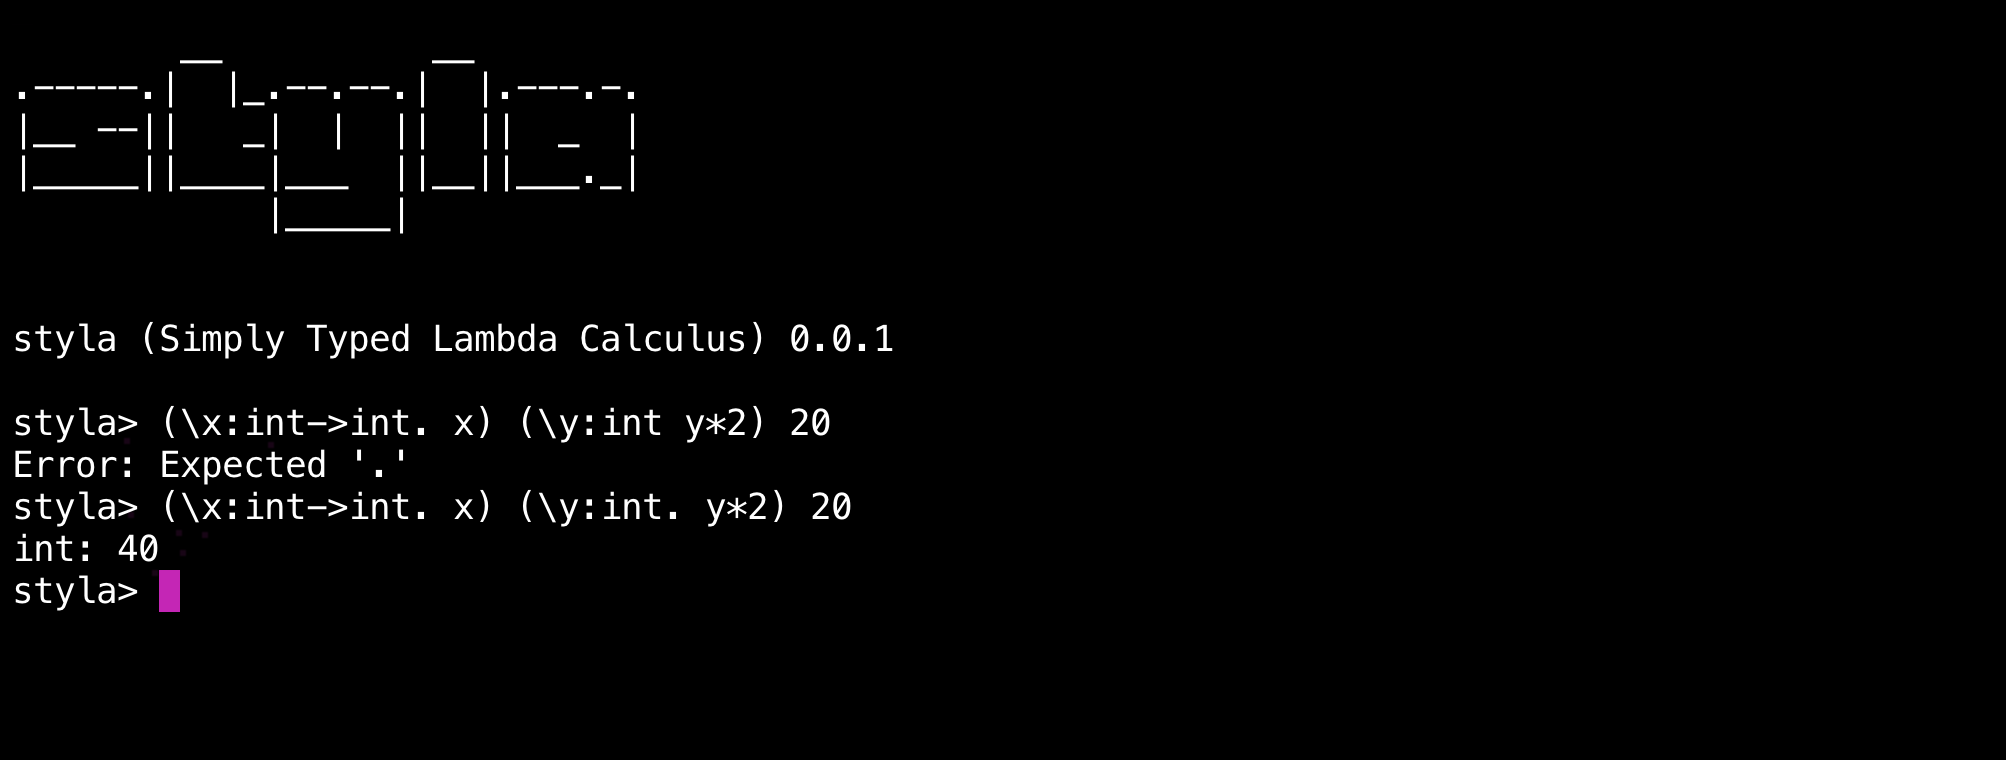 styla
styla (Simply Typed Lambda Calculus) 0.0.1
styla> (\x:int->int. x) (\y:int y*2) 20
Error: Expected '.'
styla> (\x:int->int. x) (\y:int. y*2) 20
int: 40
styla>